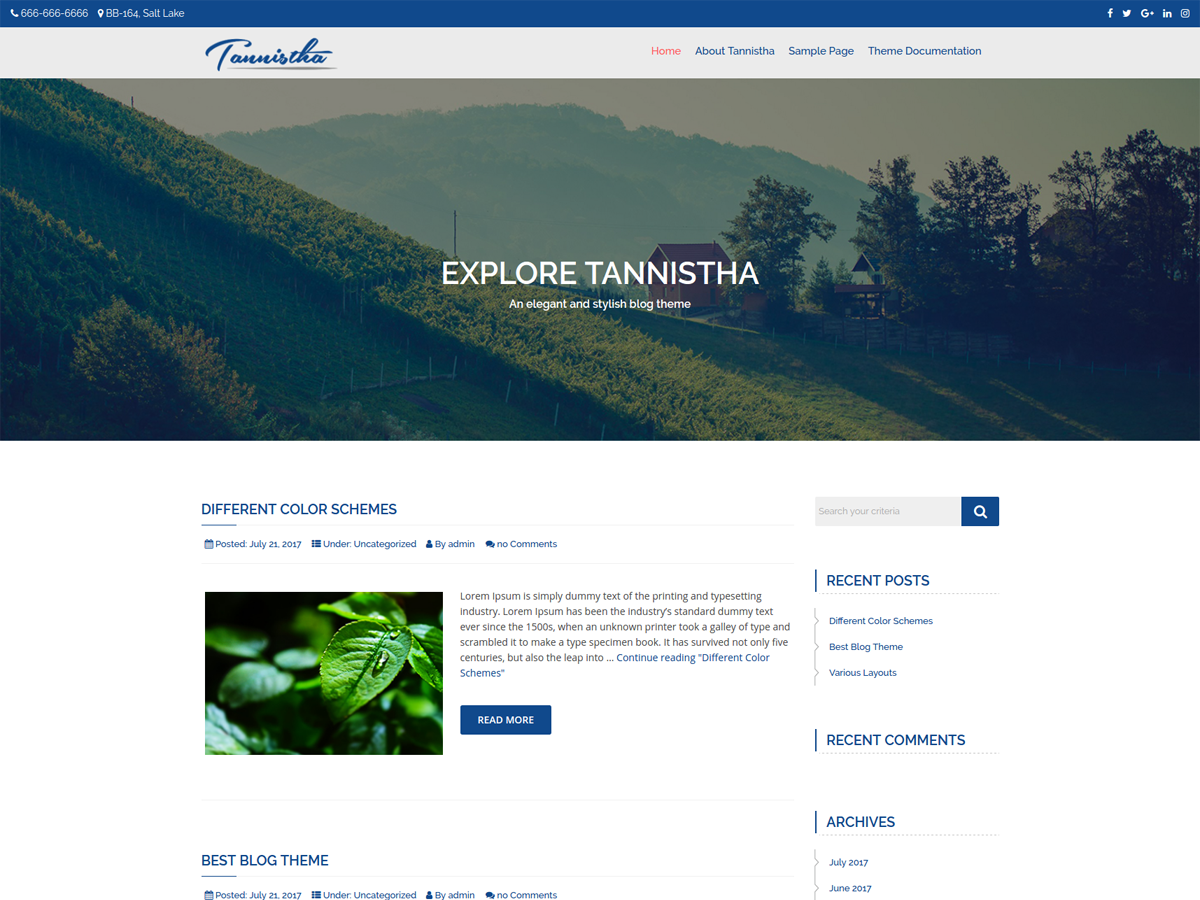 666-666-6666 BB-164, Salt Lake
Tannistha
Home About Tannistha Sample Page Theme Documentation
EXPLORE TANNISTHA
An elegant and stylish blog theme
DIFFERENT COLOR SCHEMES
Posted: July 21, 2017 Under: Uncategorized By admin no Comments
Lorem Ipsum is simply dummy text of the printing and typesetting
industry. Lorem Ipsum has been the industry’s standard dummy text
ever since the 1500s, when an unknown printer took a galley of type and
scrambled it to make a type specimen book. It has survived not only five
centuries, but also the leap into … Continue reading "Different Color
Schemes"
READ MORE
BEST BLOG THEME
Posted: July 21, 2017 Under: Uncategorized By admin no Comments
Search your criteria
RECENT POSTS
Different Color Schemes
Best Blog Theme
Various Layouts
RECENT COMMENTS
ARCHIVES
July 2017
June 2017